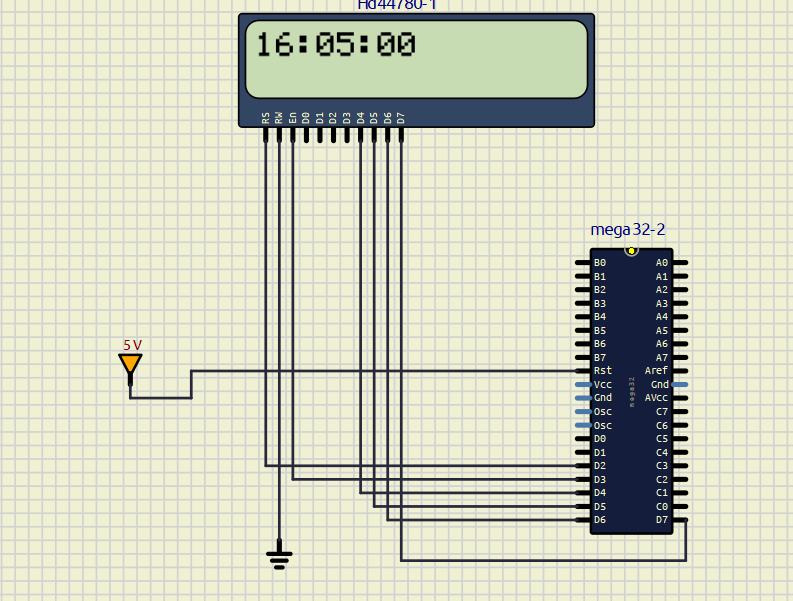 Hd44780-1
16:05:00
RS RW En D0 D1 D2 D3 D4 D5 D6 D7
mega32-2
B0 A0
B1 A1
B2 A2
B3 A3
B4 A4
B5 A5
B6 A6
B7 A7
5 V
Rst Aref
Vcc Gnd
mega32
Gnd AVcc
Osc C7
Osc C6
D0 C5
D1 C4
D2 C3
D3 C2
D4 C1
D5 C0
D6 D7